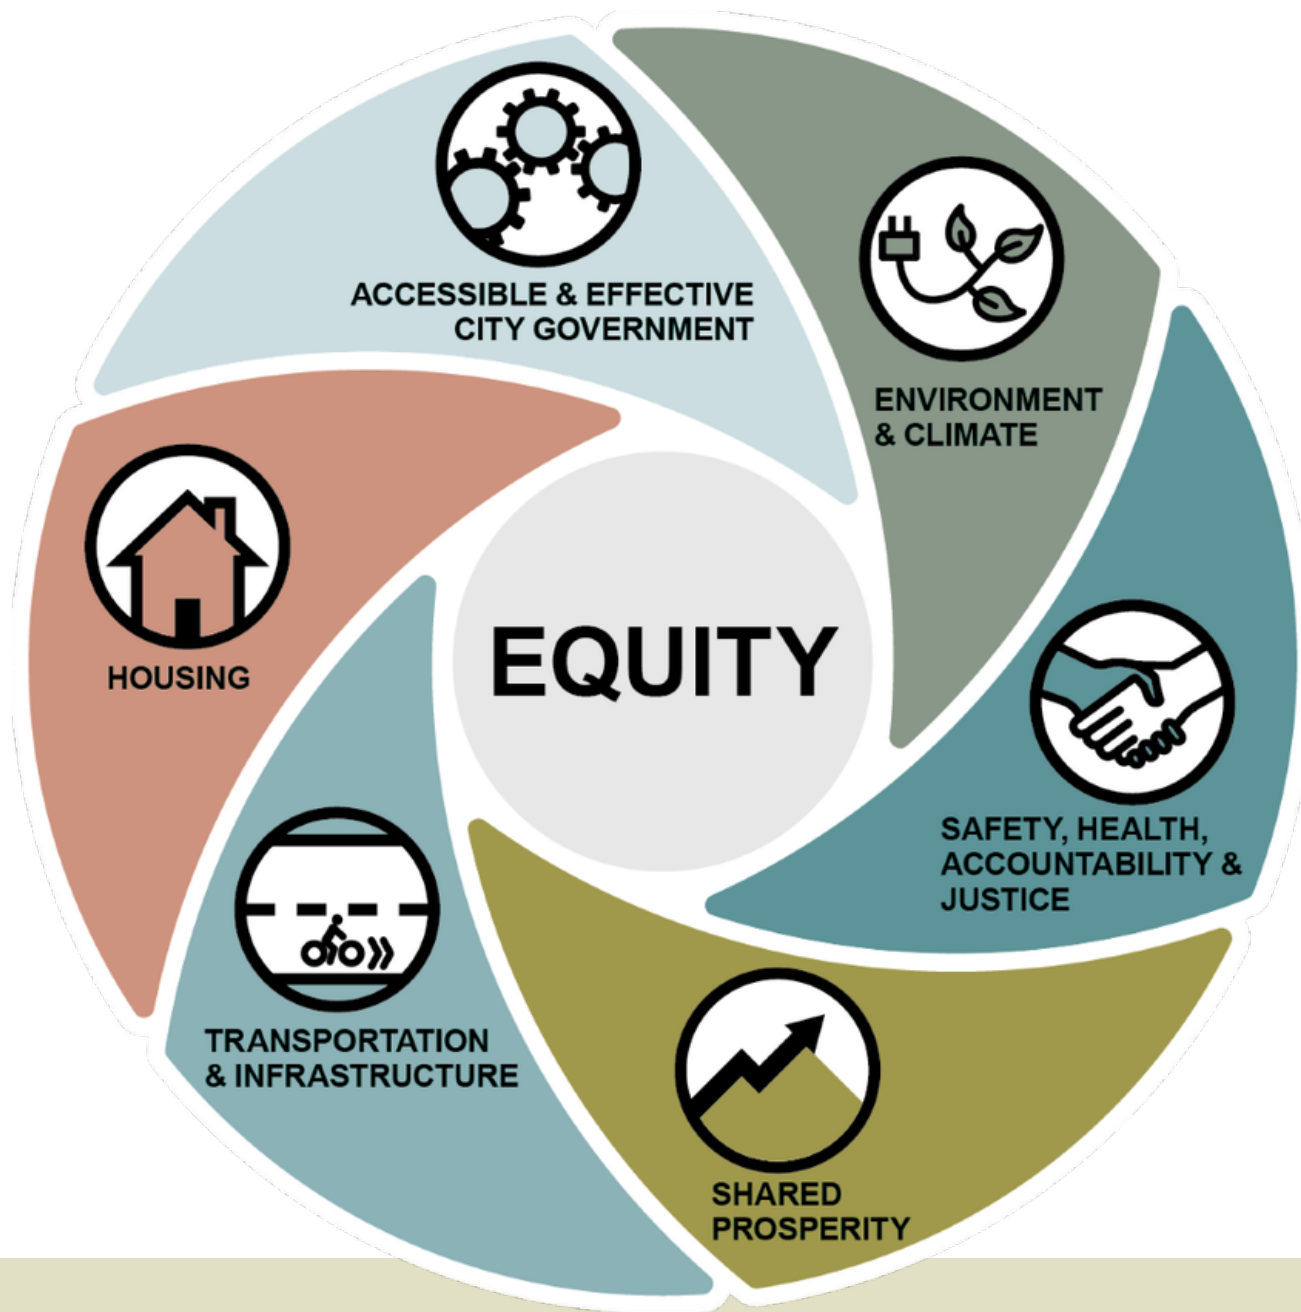 ACCESSIBLE & EFFECTIVE
CITY GOVERNMENT
ENVIRONMENT
& CLIMATE
HOUSING
EQUITY
SAFETY, HEALTH,
ACCOUNTABILITY &
JUSTICE
TRANSPORTATION
& INFRASTRUCTURE
SHARED
PROSPERITY